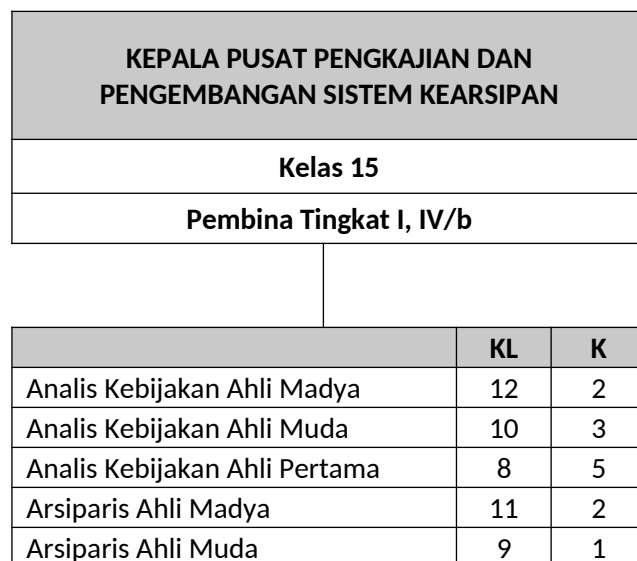 KEPALA PUSAT PENGKAJIAN DAN
PENGEMBANGAN SISTEM KEARSIPAN
Kelas 15
Pembina Tingkat I, IV/b
KL K
Analis Kebijakan Ahli Madya 12 2
Analis Kebijakan Ahli Muda 10 3
Analis Kebijakan Ahli Pertama 8 5
Arsiparis Ahli Madya 11 2
Arsiparis Ahli Muda 9 1